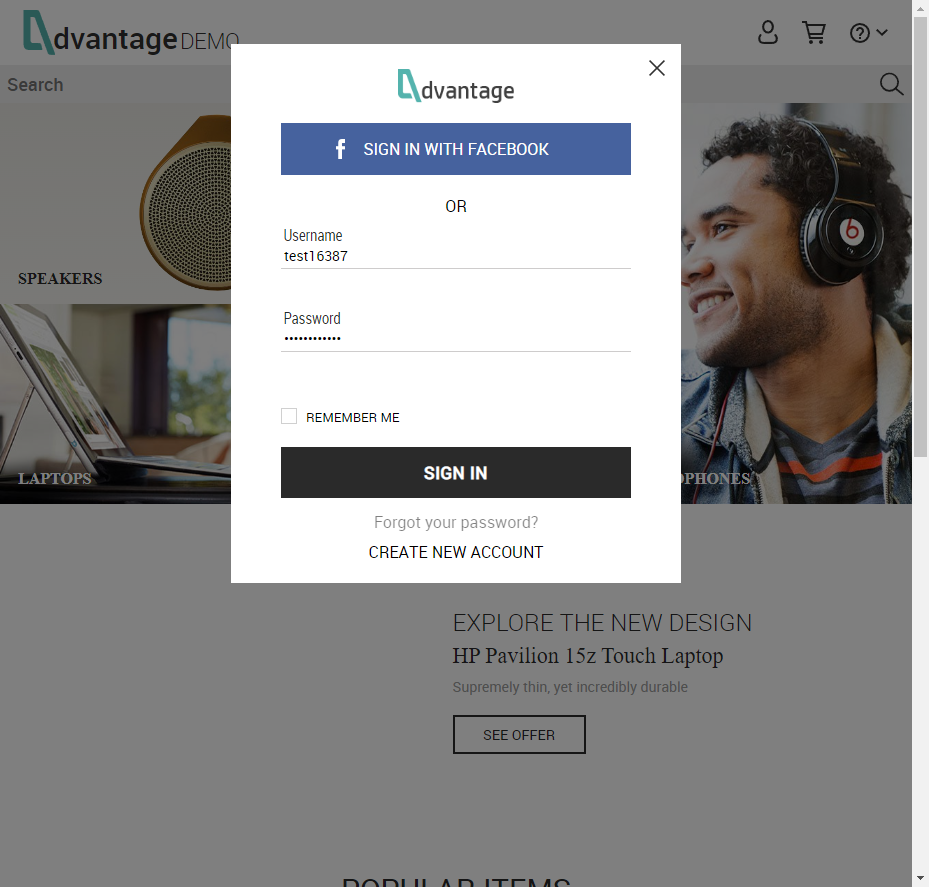 dvantage DEMO
Search
dvantage
SIGN IN WITH FACEBOOK
OR
Username
test16387
Password
••••••••••••
REMEMBER ME
SIGN IN
Forgot your password?
CREATE NEW ACCOUNT
SPEAKERS
LAPTOPS
PHONES
EXPLORE THE NEW DESIGN
HP Pavilion 15z Touch Laptop
Supremely thin, yet incredibly durable
SEE OFFER
POPULAR ITEMS